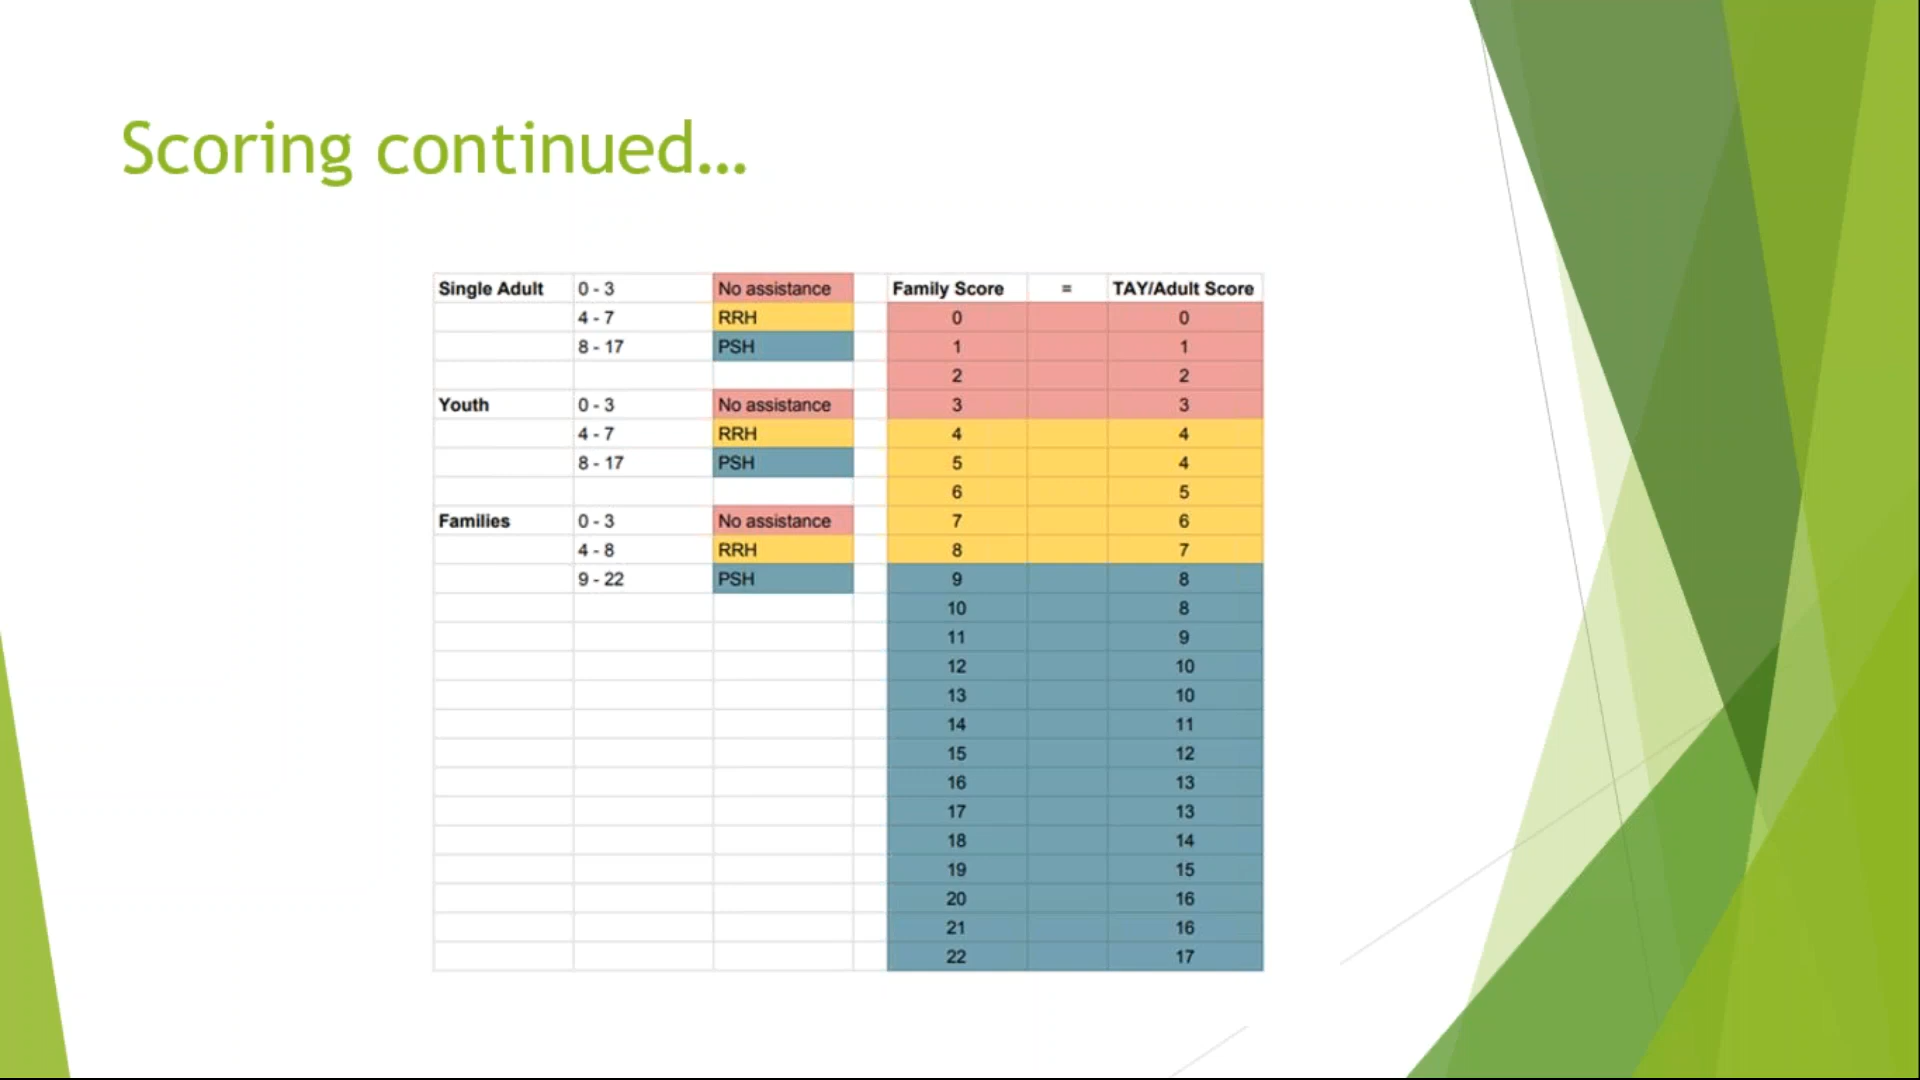 Scoring continued...
Single Adult 0 - 3 No assistance Family Score = TAY/Adult Score
4 - 7 RRH 0 0
8 - 17 PSH 1 1
2 2
Youth 0 - 3 No assistance 3 3
4 - 7 RRH 4 4
8 - 17 PSH 5 4
6 5
Families 0 - 3 No assistance 7 6
4 - 8 RRH 8 7
9 - 22 PSH 9 8
10 8
11 9
12 10
13 10
14 11
15 12
16 13
17 13
18 14
19 15
20 16
21 16
22 17